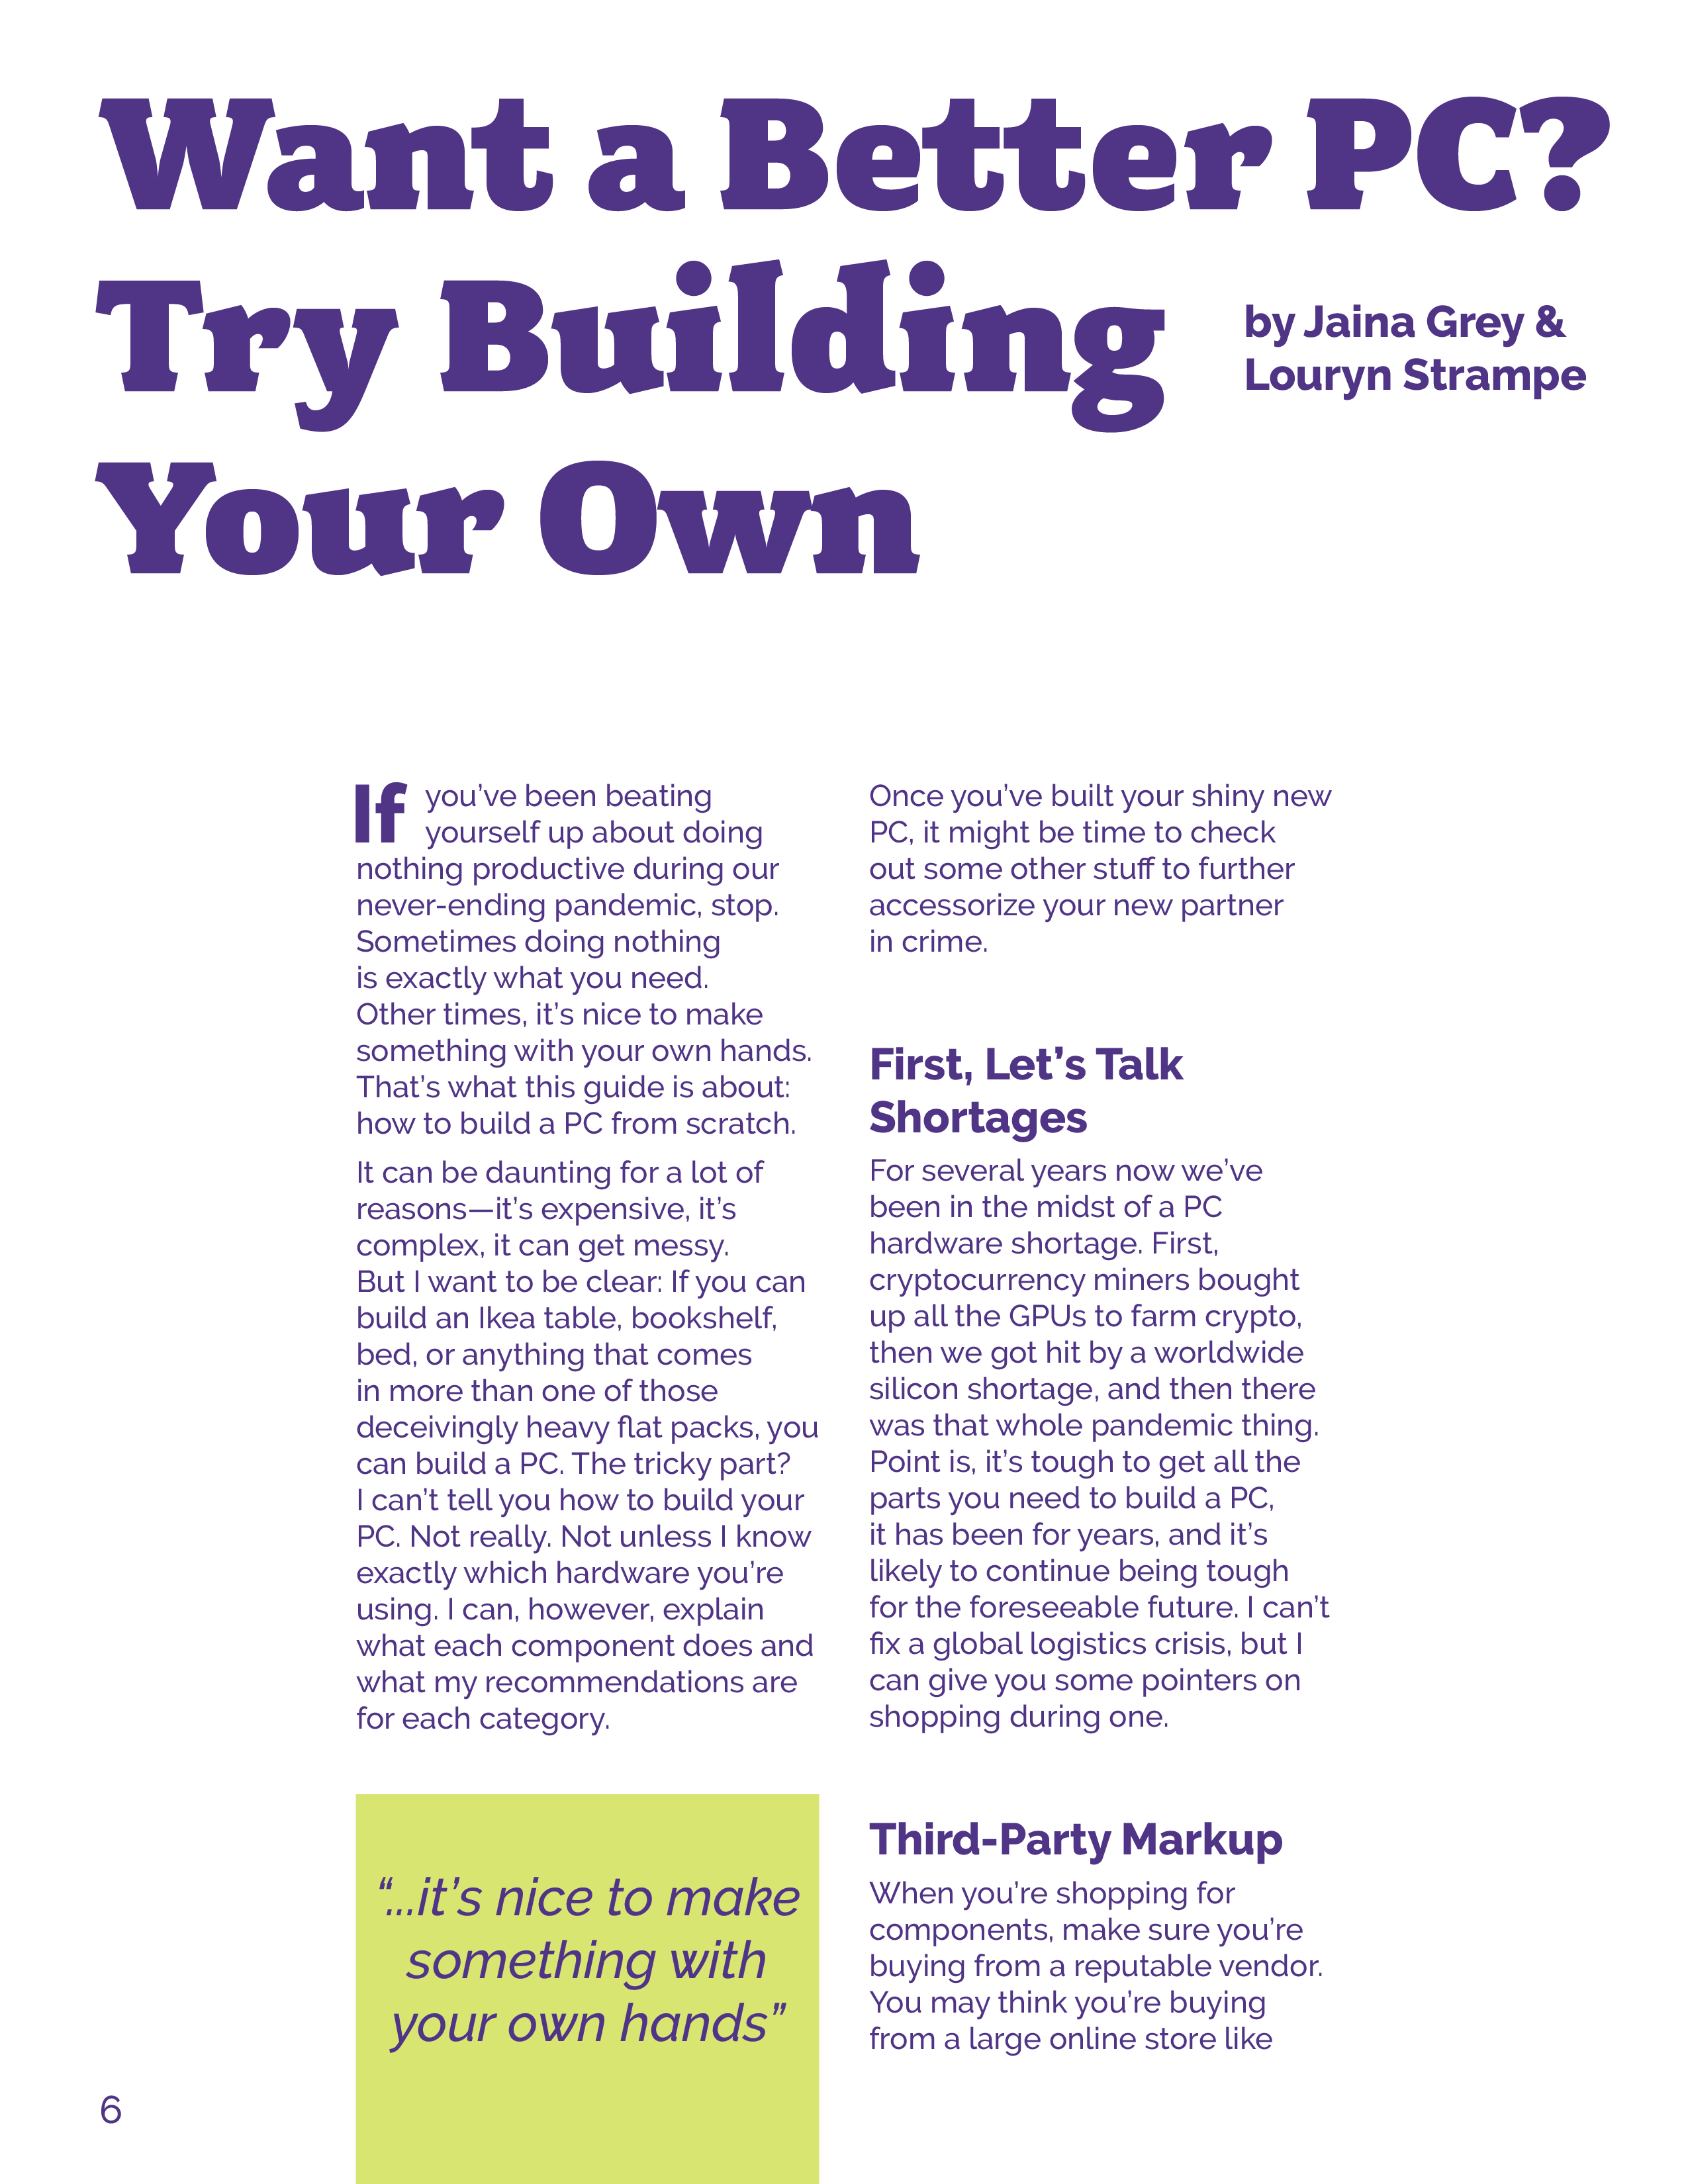 Want a Better PC?
Try Building
Your Own
by Jaina Grey &
Louryn Strampe
If you’ve been beating
yourself up about doing
nothing productive during our
never-ending pandemic, stop.
Sometimes doing nothing
is exactly what you need.
Other times, it’s nice to make
something with your own hands.
That’s what this guide is about:
how to build a PC from scratch.
It can be daunting for a lot of
reasons—it’s expensive, it’s
complex, it can get messy.
But I want to be clear: If you can
build an Ikea table, bookshelf,
bed, or anything that comes
in more than one of those
deceivingly heavy flat packs, you
can build a PC. The tricky part?
I can’t tell you how to build your
PC. Not really. Not unless I know
exactly which hardware you’re
using. I can, however, explain
what each component does and
what my recommendations are
for each category.
“...it’s nice to make
something with
your own hands”
Once you’ve built your shiny new
PC, it might be time to check
out some other stuff to further
accessorize your new partner
in crime.
First, Let’s Talk
Shortages
For several years now we’ve
been in the midst of a PC
hardware shortage. First,
cryptocurrency miners bought
up all the GPUs to farm crypto,
then we got hit by a worldwide
silicon shortage, and then there
was that whole pandemic thing.
Point is, it’s tough to get all the
parts you need to build a PC,
it has been for years, and it’s
likely to continue being tough
for the foreseeable future. I can’t
fix a global logistics crisis, but I
can give you some pointers on
shopping during one.
Third-Party Markup
When you’re shopping for
components, make sure you’re
buying from a reputable vendor.
You may think you’re buying
from a large online store like
6